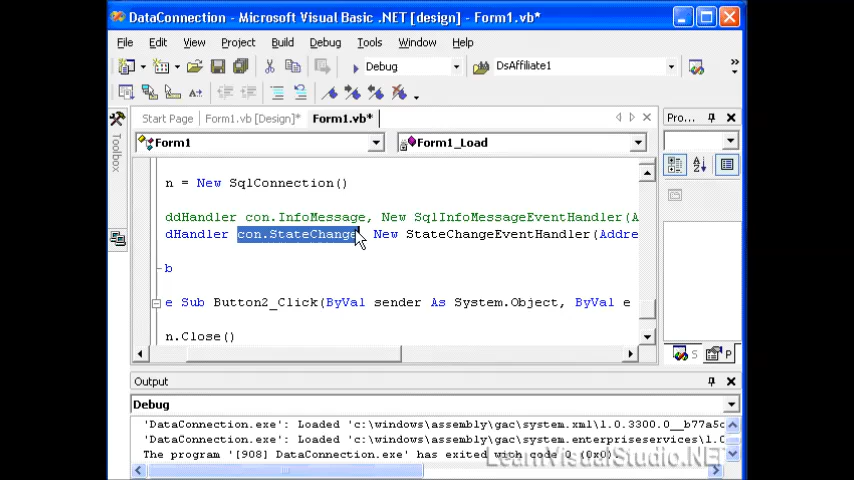 DataConnection - Microsoft Visual Basic .NET [design] - Form1.vb*
File Edit View Project Build Debug Tools Window Help
Debug DsAffiliate1
Start Page Form1.vb [Design]* Form1.vb* Pro...
Form1 Form1_Load
Toolbox
n = New SqlConnection()
ddHandler con.InfoMessage, New SqlInfoMessageEventHandler(A
dHandler con.StateChange New StateChangeEventHandler(Addre
b
e Sub Button2_Click(ByVal sender As System.Object, ByVal e
n.Close()
S P
Output
Debug
'DataConnection.exe': Loaded 'c:\windows\assembly\gac\system.xml\1.0.3300.0__b77a5c
'DataConnection.exe': Loaded 'c:\windows\assembly\gac\system.enterpriseservices\1.0
The program '[908] DataConnection.exe' has exited with code 0 (0x0).
LearnVisualStudio.NET